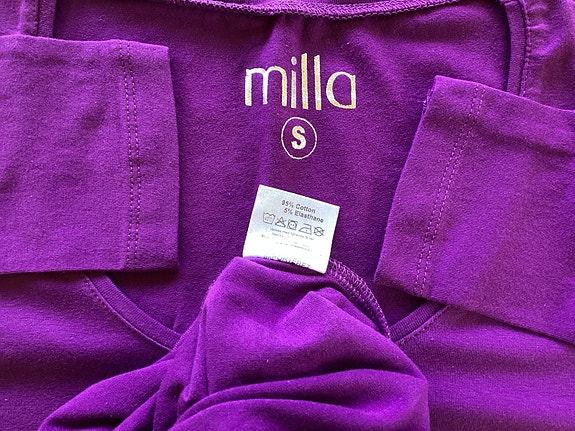 milla
S
95% Cotton
5% Elasthane